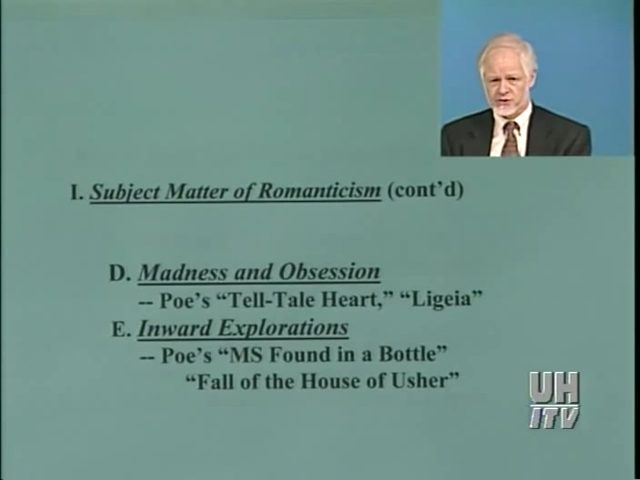 I. Subject Matter of Romanticism (cont’d)
D. Madness and Obsession
-- Poe’s “Tell-Tale Heart,” “Ligeia”
E. Inward Explorations
-- Poe’s “MS Found in a Bottle”
“Fall of the House of Usher”
UH
ITV